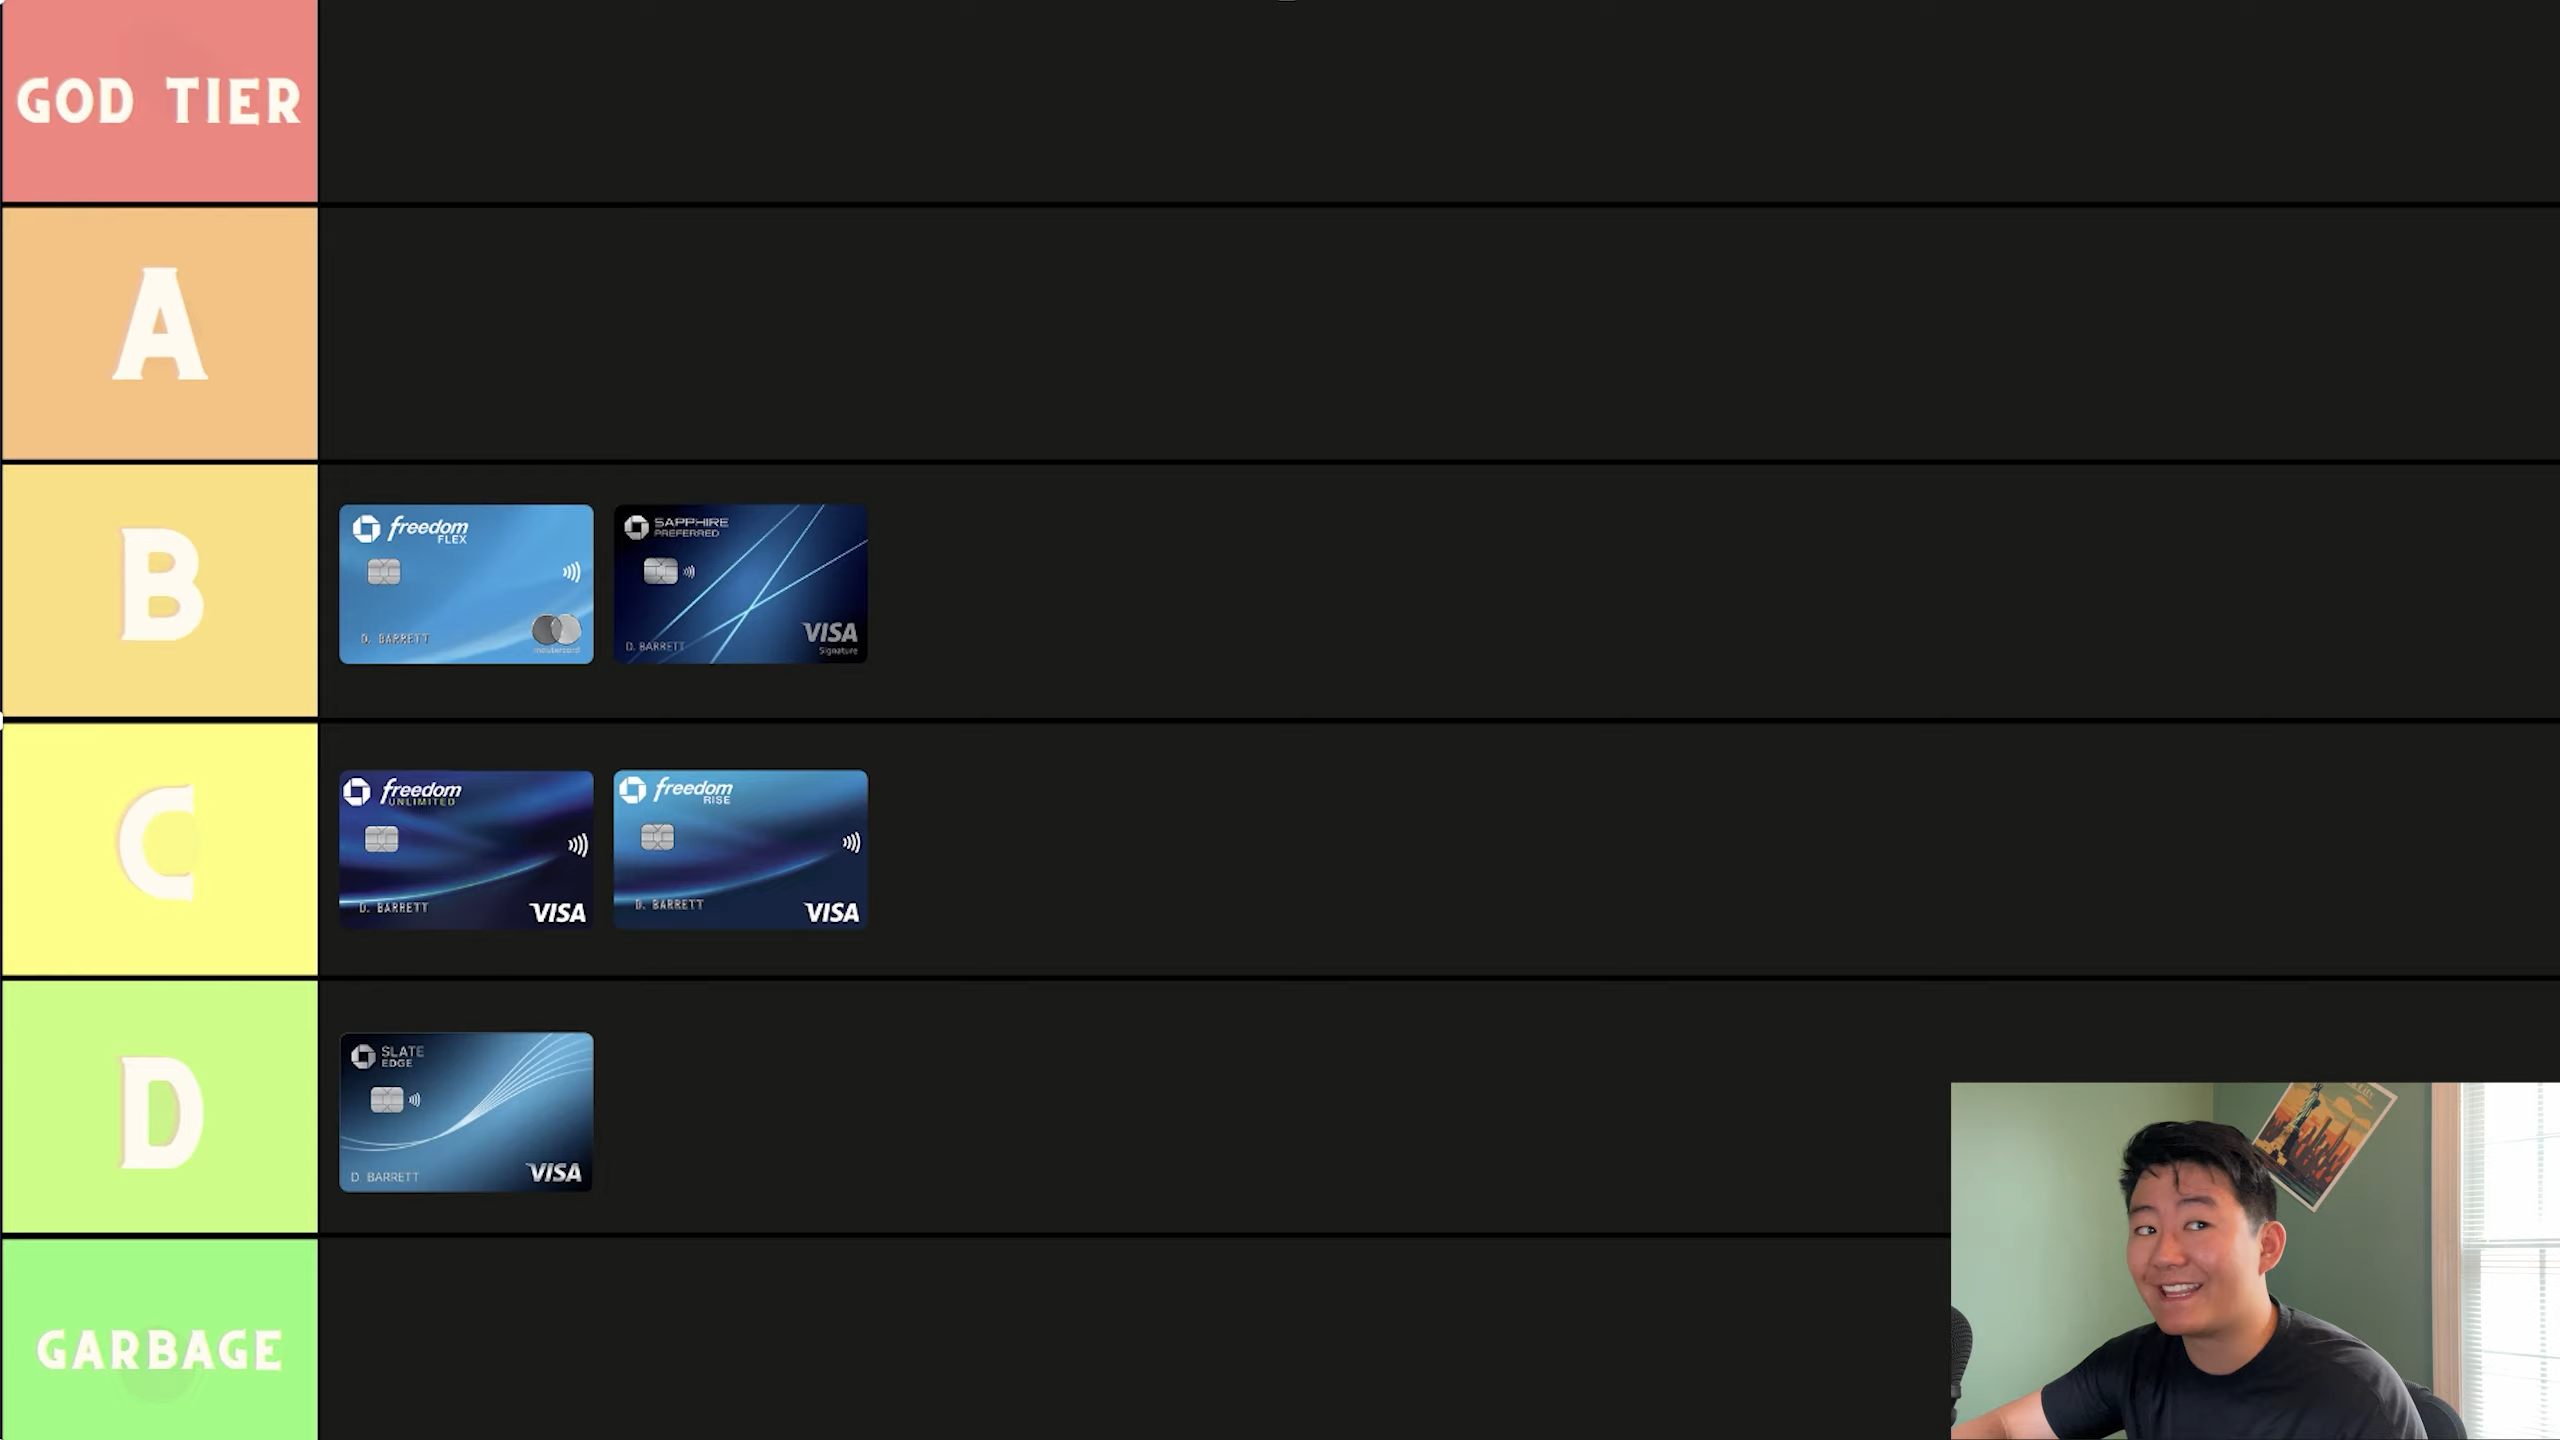 GOD TIER
A
B
freedom
FLEX
D. BARRETT
mastercard
SAPPHIRE
PREFERRED
D. BARRETT
VISA
Signature
C
freedom
UNLIMITED
D. BARRETT
VISA
freedom
RISE
D. BARRETT
VISA
D
SLATE
EDGE
D BARRETT
VISA
GARBAGE